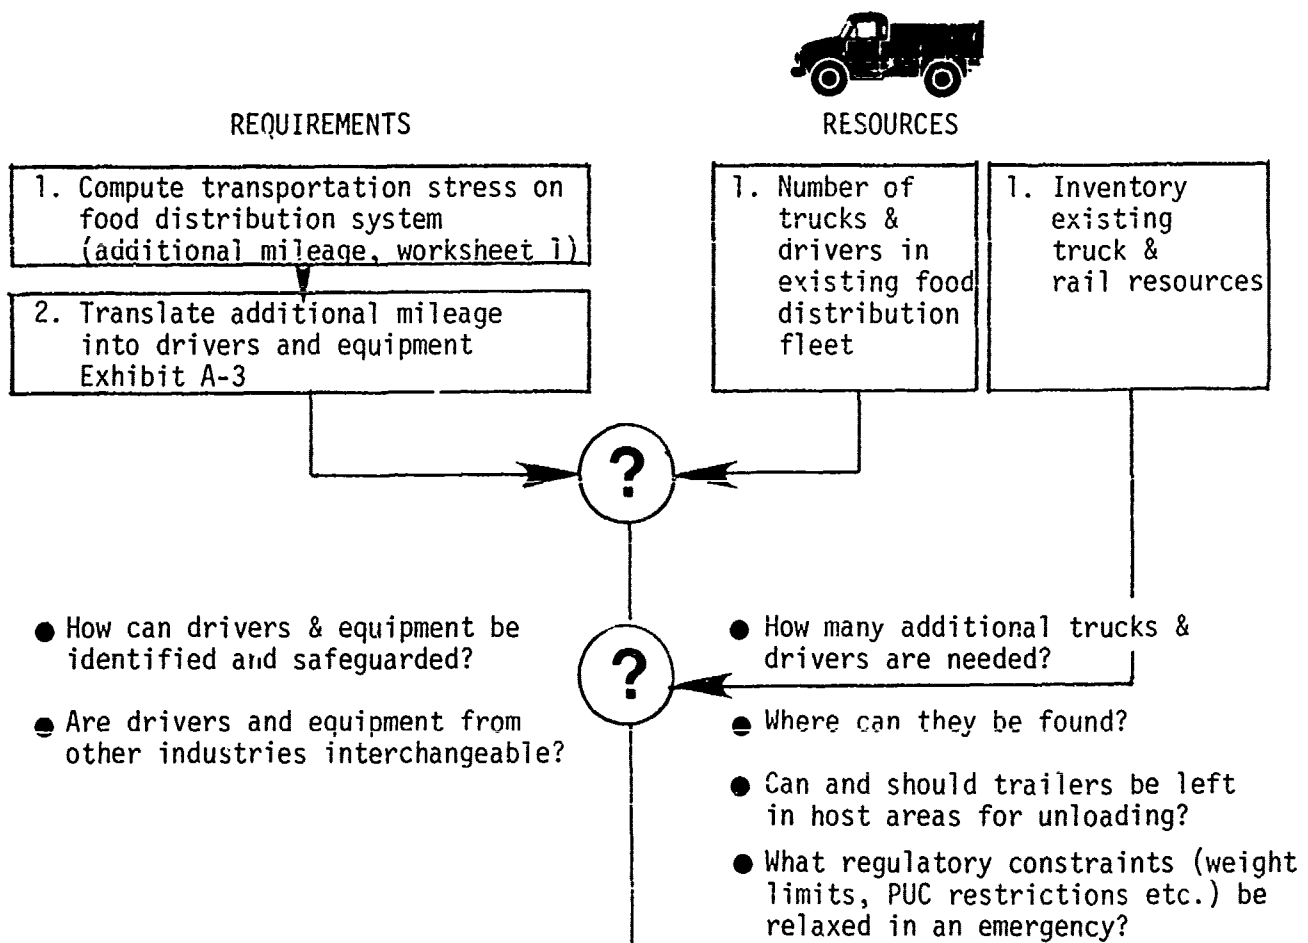 REQUIREMENTS
1. Compute transportation stress on
food distribution system
(additional mileage, worksheet 1)
2. Translate additional mileage
into drivers and equipment
Exhibit A-3
RESOURCES
1. Number of
trucks &
drivers in
existing food
distribution
fleet
1. Inventory
existing
truck &
rail resources
?
?
● How can drivers & equipment be
identified and safeguarded?
● Are drivers and equipment from
other industries interchangeable?
● How many additional trucks &
drivers are needed?
● Where can they be found?
● Can and should trailers be left
in host areas for unloading?
● What regulatory constraints (weight
limits, PUC restrictions etc.) be
relaxed in an emergency?